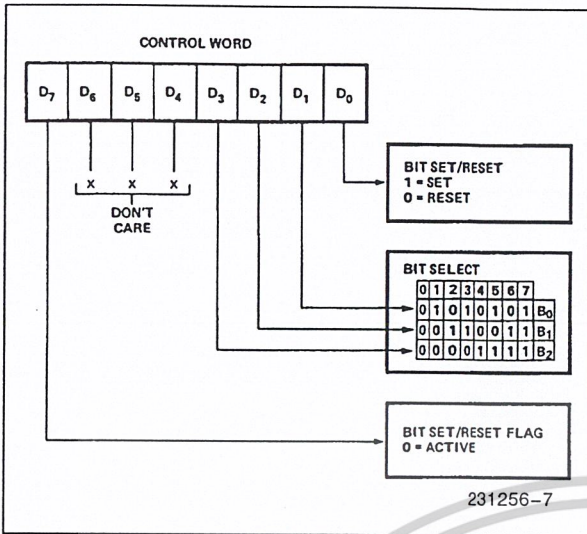 CONTROL WORD
D7 D6 D5 D4 D3 D2 D1 D0
X X X
DON'T
CARE
BIT SET/RESET
1 = SET
0 = RESET
BIT SELECT
0 1 2 3 4 5 6 7
0 1 0 1 0 1 0 1 B0
0 0 1 1 0 0 1 1 B1
0 0 0 0 1 1 1 1 B2
BIT SET/RESET FLAG
0 = ACTIVE
231256–7